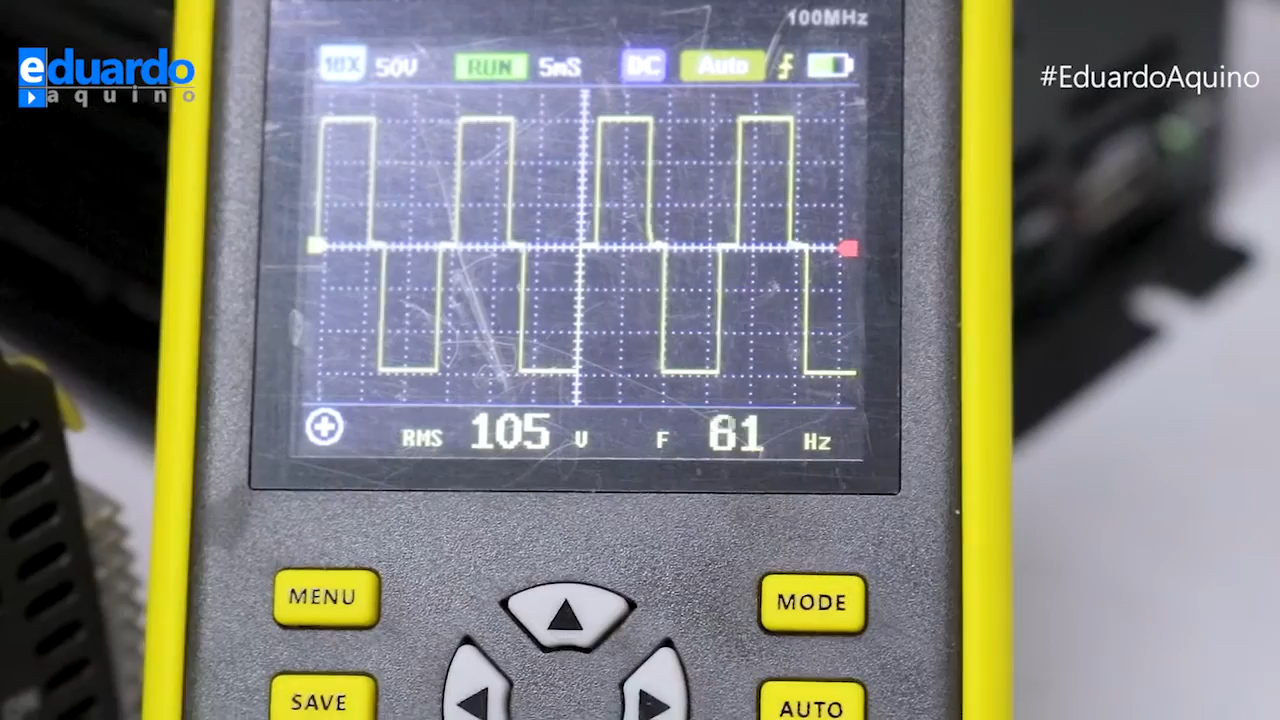 100MHz
eduardo
aquino
#EduardoAquino
10X 50V RUN 5mS DC Auto
RMS 105 V F 61 Hz
MENU
MODE
SAVE
AUTO